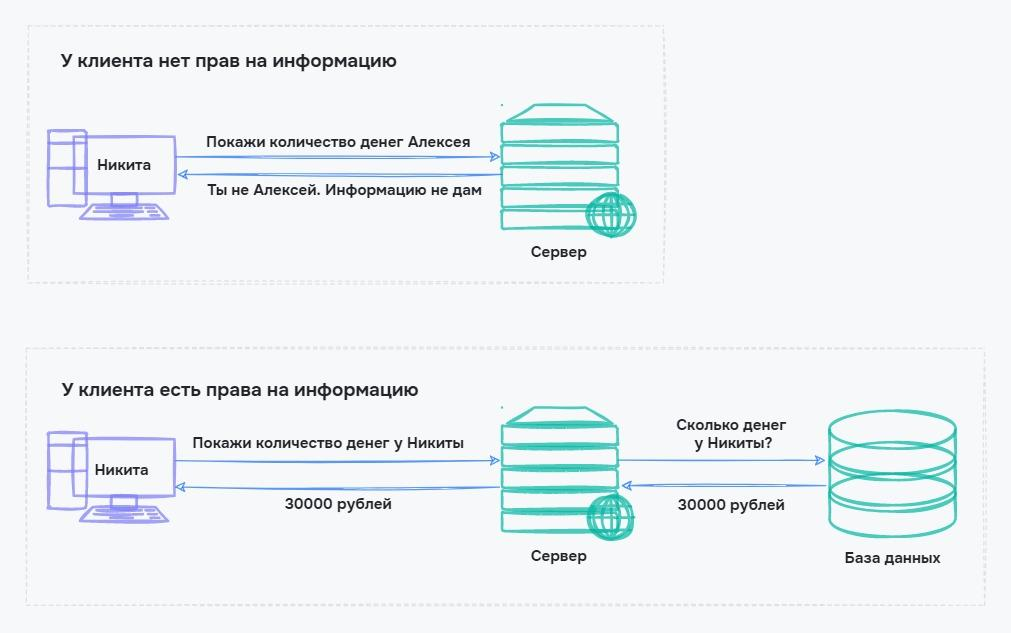 У клиента нет прав на информацию
Покажи количество денег Алексея
Никита
Ты не Алексей. Информацию не дам
Сервер
У клиента есть права на информацию
Сколько денег
у Никиты?
Покажи количество денег у Никиты
Никита
30000 рублей
30000 рублей
Сервер
База данных